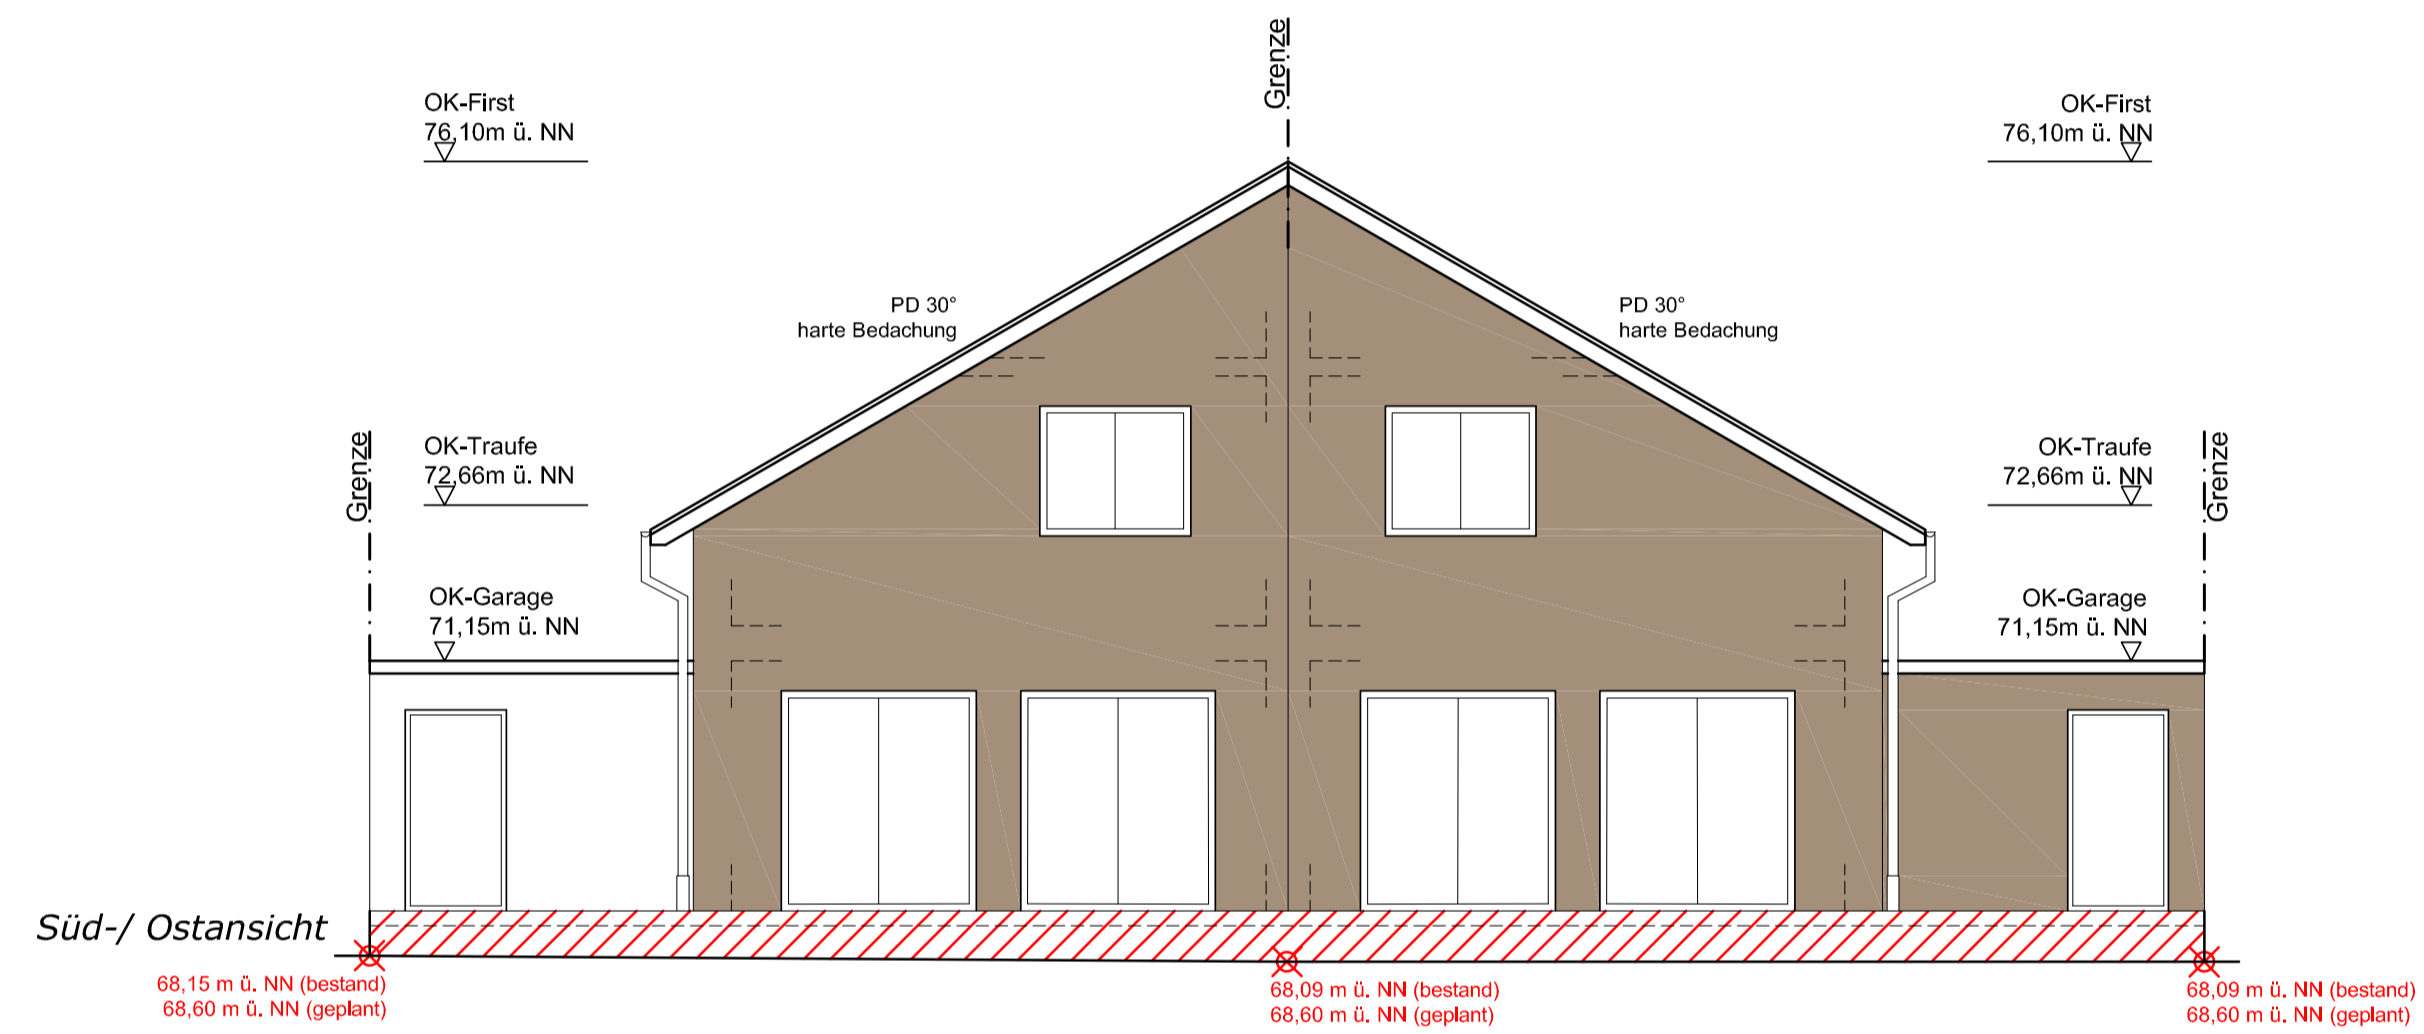 Grenze
OK-First
76,10m ü. NN
OK-First
76,10m ü. NN
PD 30°
harte Bedachung
PD 30°
harte Bedachung
Grenze
OK-Traufe
72,66m ü. NN
OK-Traufe
72,66m ü. NN
Grenze
OK-Garage
71,15m ü. NN
OK-Garage
71,15m ü. NN
Süd-/ Ostansicht
68,15 m ü. NN (bestand)
68,60 m ü. NN (geplant)
68,09 m ü. NN (bestand)
68,60 m ü. NN (geplant)
68,09 m ü. NN (bestand)
68,60 m ü. NN (geplant)